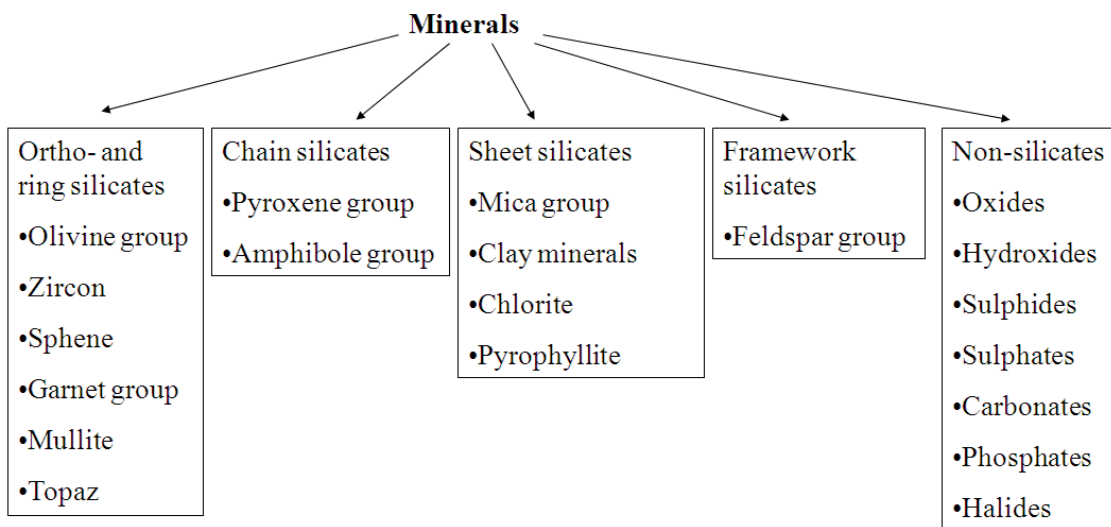 Minerals
Ortho- and
ring silicates
•Olivine group
•Zircon
•Sphene
•Garnet group
•Mullite
•Topaz
Chain silicates
•Pyroxene group
•Amphibole group
Sheet silicates
•Mica group
•Clay minerals
•Chlorite
•Pyrophyllite
Framework
silicates
•Feldspar group
Non-silicates
•Oxides
•Hydroxides
•Sulphides
•Sulphates
•Carbonates
•Phosphates
•Halides